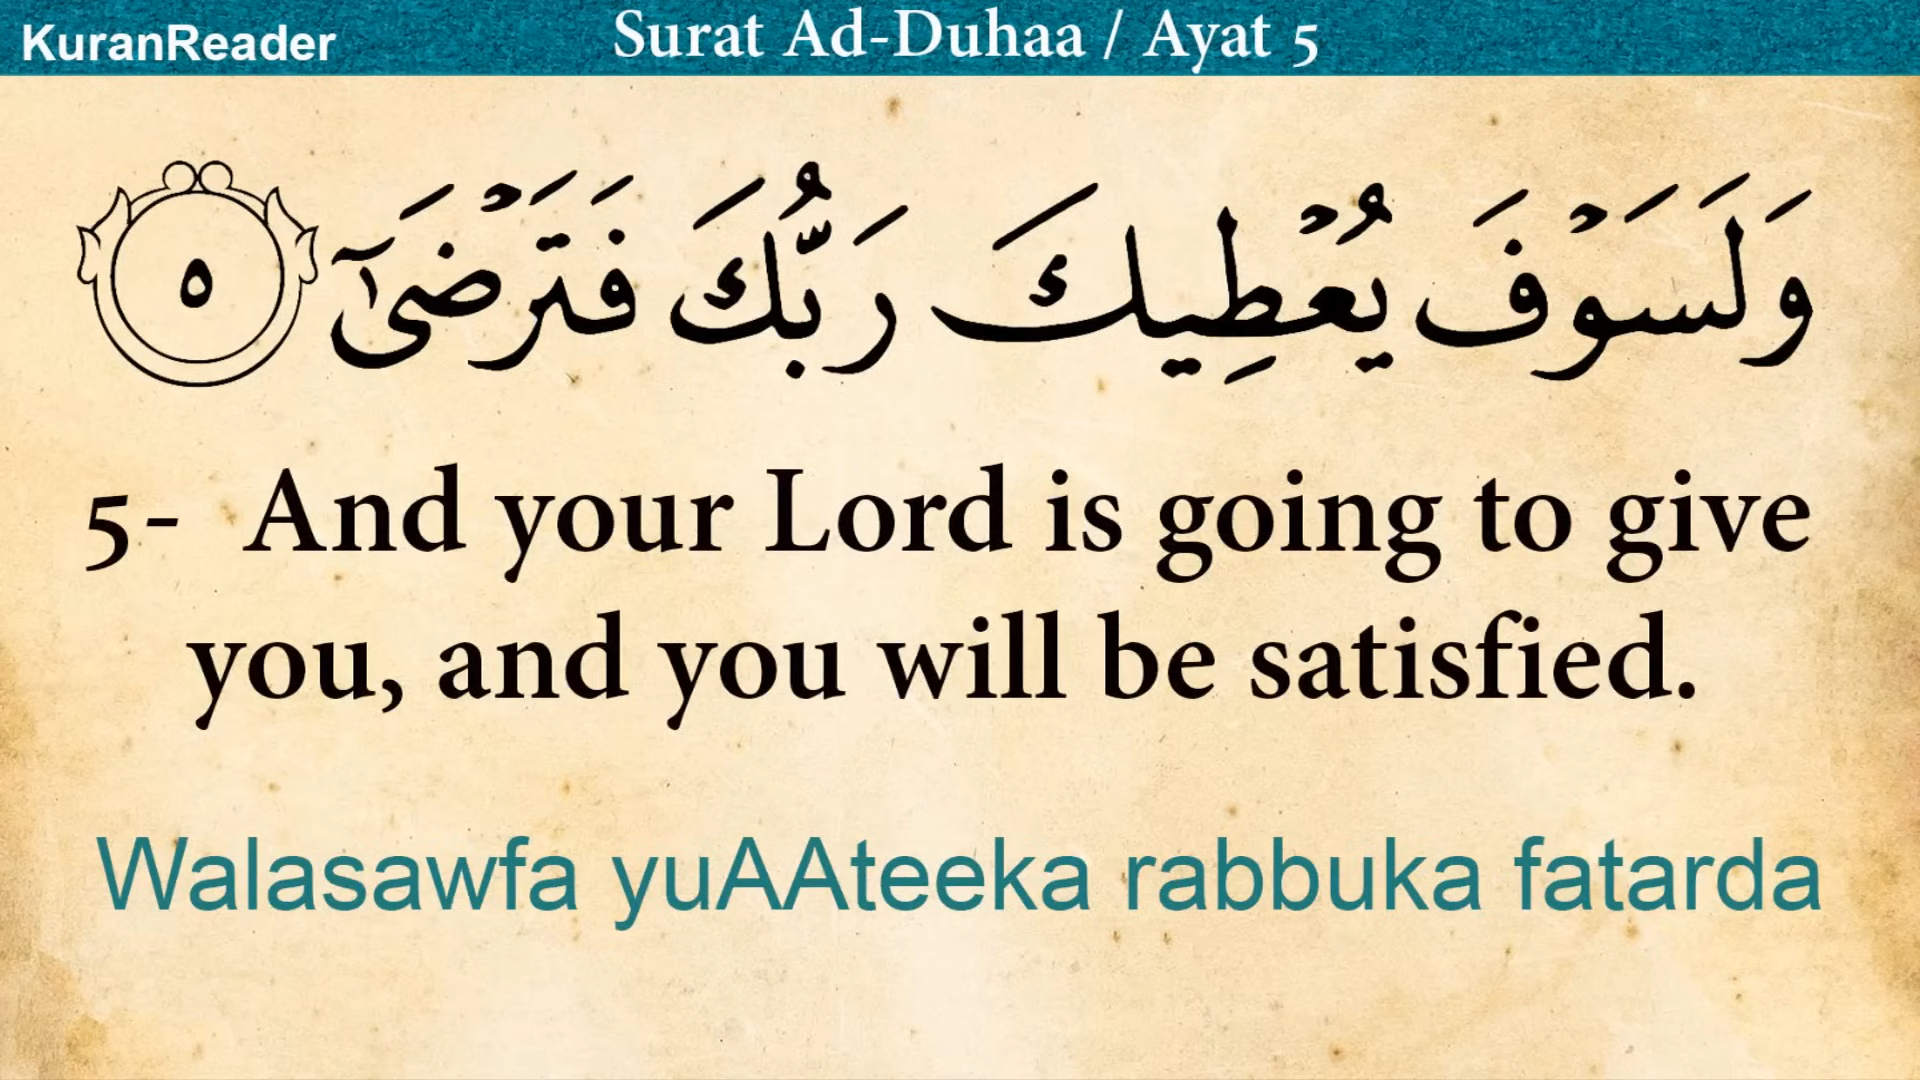 KuranReader
Surat Ad-Duhaa / Ayat 5
وَلَسَوْفَ يُعْطِيكَ رَبُّكَ فَتَرْضَىٰٓ ٥
5- And your Lord is going to give
you, and you will be satisfied.
Walasawfa yuAAteeka rabbuka fatarda